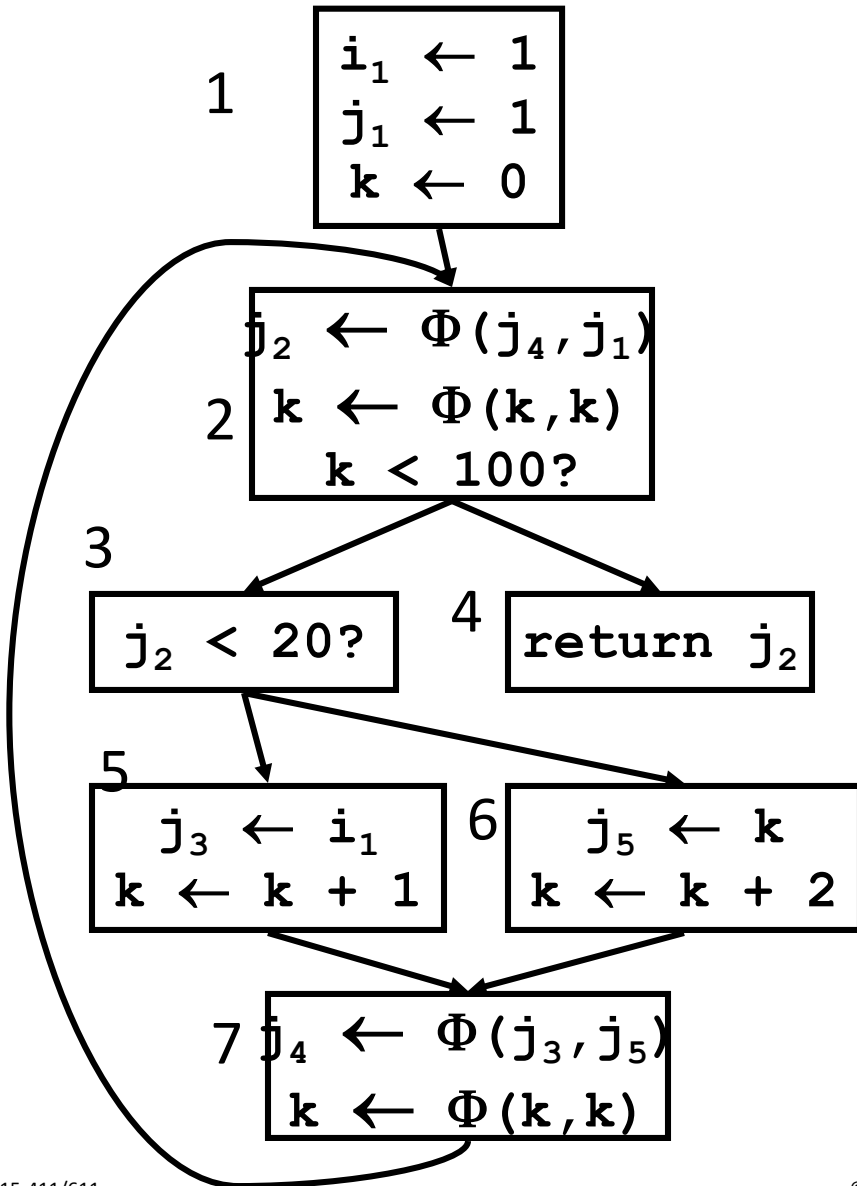 1
i₁ ← 1
j₁ ← 1
k ← 0
2
j₂ ← Φ(j₄,j₁)
k ← Φ(k,k)
k < 100?
3
j₂ < 20?
4
return j₂
5
j₃ ← i₁
k ← k + 1
6
j₅ ← k
k ← k + 2
7
j₄ ← Φ(j₃,j₅)
k ← Φ(k,k)